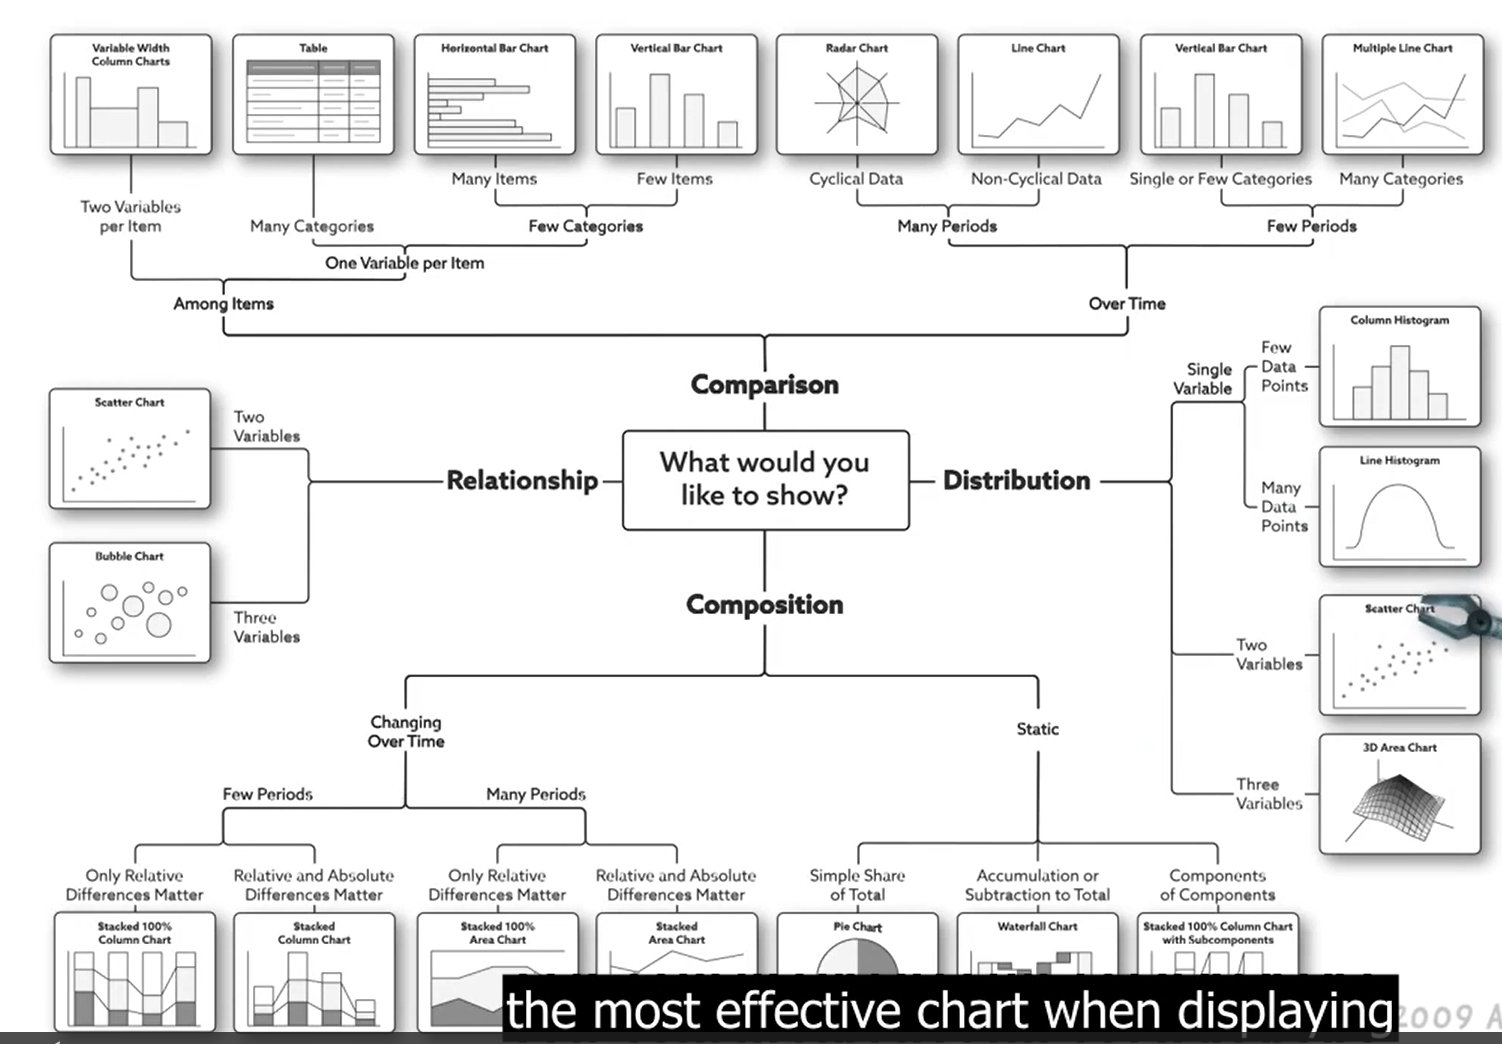 Variable Width
Column Charts
Table
Horizontal Bar Chart
Vertical Bar Chart
Radar Chart
Line Chart
Vertical Bar Chart
Multiple Line Chart
Two Variables
per Item
Many Categories
Many Items
Few Items
Few Categories
Cyclical Data
Non-Cyclical Data
Single or Few Categories
Many Categories
Many Periods
Few Periods
One Variable per Item
Among Items
Over Time
Comparison
What would you
like to show?
Relationship
Distribution
Composition
Scatter Chart
Two
Variables
Bubble Chart
Three
Variables
Single
Variable
Few
Data
Points
Column Histogram
Many
Data
Points
Line Histogram
Two
Variables
Scatter Chart
Three
Variables
3D Area Chart
Changing
Over Time
Static
Few Periods
Many Periods
Only Relative
Differences Matter
Relative and Absolute
Differences Matter
Only Relative
Differences Matter
Relative and Absolute
Differences Matter
Simple Share
of Total
Accumulation or
Subtraction to Total
Components
of Components
Stacked 100%
Column Chart
Stacked
Column Chart
Stacked 100%
Area Chart
Stacked
Area Chart
Pie Chart
Waterfall Chart
Stacked 100% Column Chart
with Subcomponents
the most effective chart when displaying
2009 A